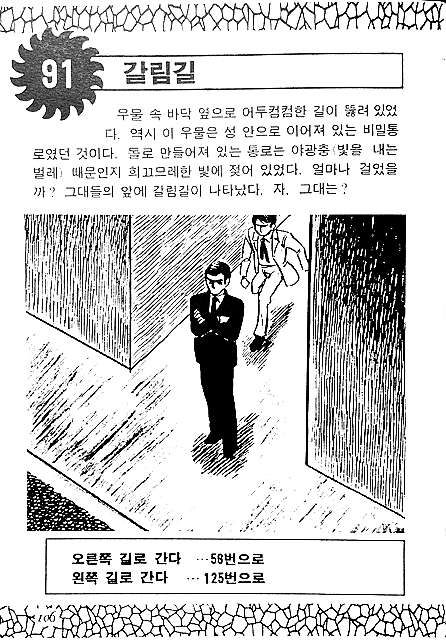 91 갈림길
우물 속 바닥 옆으로 어두컴컴한 길이 뚫려 있었
다. 역시 이 우물은 성 안으로 이어져 있는 비밀통
로였던 것이다. 돌로 만들어져 있는 통로는 야광충(빛을 내는
벌레) 때문인지 희끄므레한 빛에 젖어 있었다. 얼마나 걸었을
까? 그대들의 앞에 갈림길이 나타났다. 자, 그대는?
오른쪽 길로 간다 …58번으로
왼쪽 길로 간다 …125번으로
106